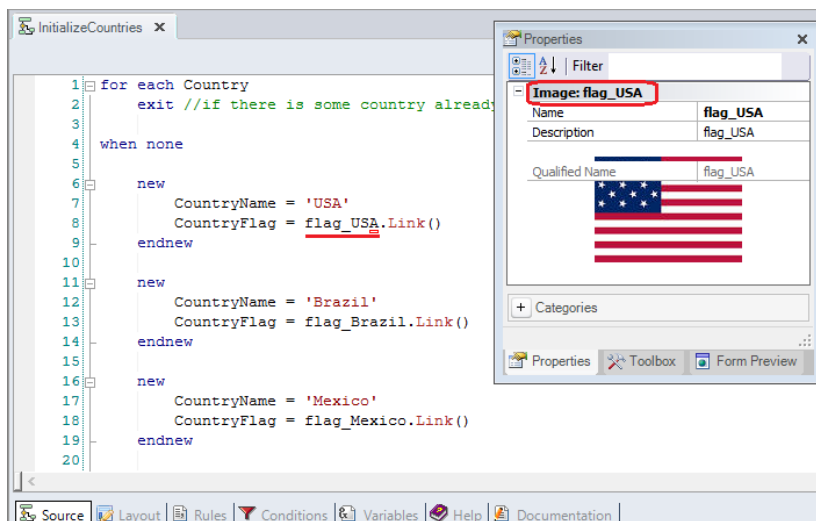 InitializeCountries X
1 for each Country
2 exit //if there is some country already
3
4 when none
5
6 new
7 CountryName = 'USA'
8 CountryFlag = flag_USA.Link()
9 endnew
10
11 new
12 CountryName = 'Brazil'
13 CountryFlag = flag_Brazil.Link()
14 endnew
15
16 new
17 CountryName = 'Mexico'
18 CountryFlag = flag_Mexico.Link()
19 endnew
20
Source Layout Rules Conditions Variables Help Documentation
Properties
Filter
Image: flag_USA
Name flag_USA
Description flag_USA
Qualified Name flag_USA
Categories
Properties Toolbox Form Preview